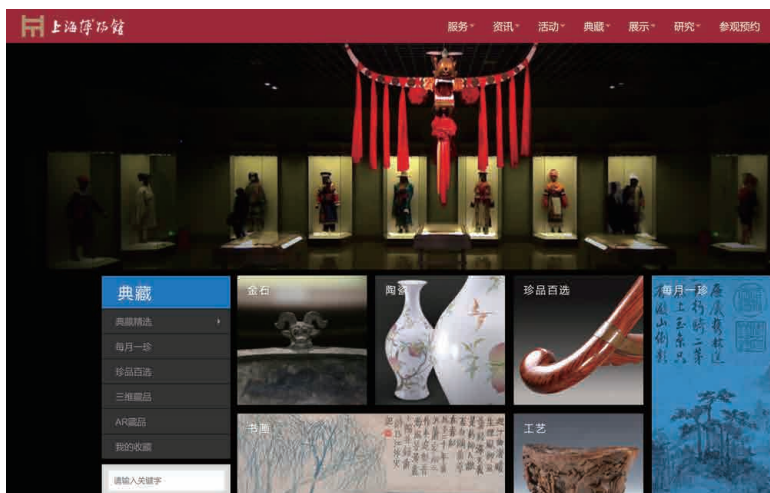 上海博物館
服务 资讯 活动 典藏 展示 研究 参观预约
典藏
典藏精选
每月一珍
珍品百选
三维藏品
AR藏品
我的收藏
请输入关键字
金石
陶瓷
珍品百选
每月一珍
书画
工艺